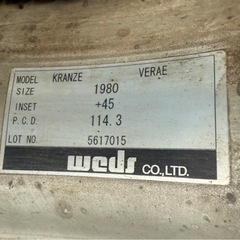 MODEL KRANZE VERAE
SIZE 1980
INSET +45
P.C.D. 114.3
LOT NO. 5617015
weds CO.,LTD.